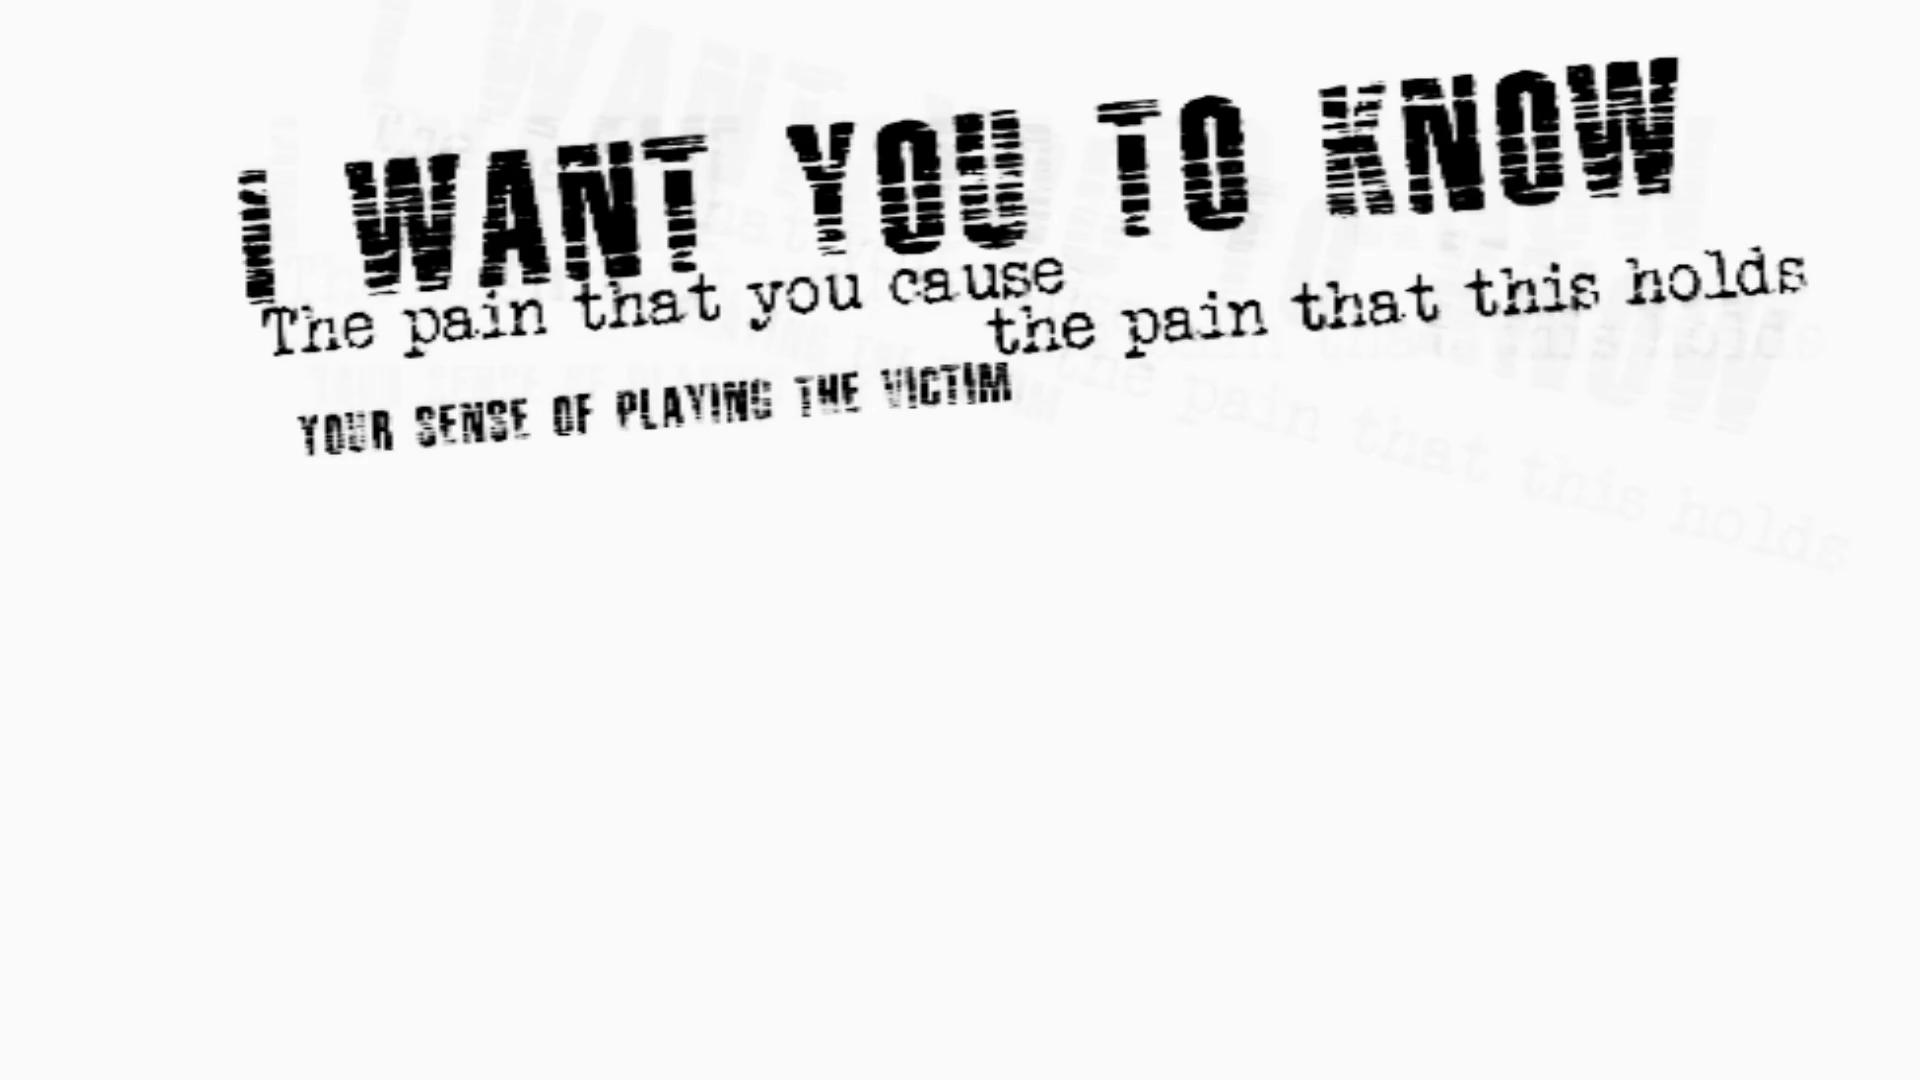 I WANT YOU TO KNOW
The pain that you cause
the pain that this holds
YOUR SENSE OF PLAYING THE VICTIM